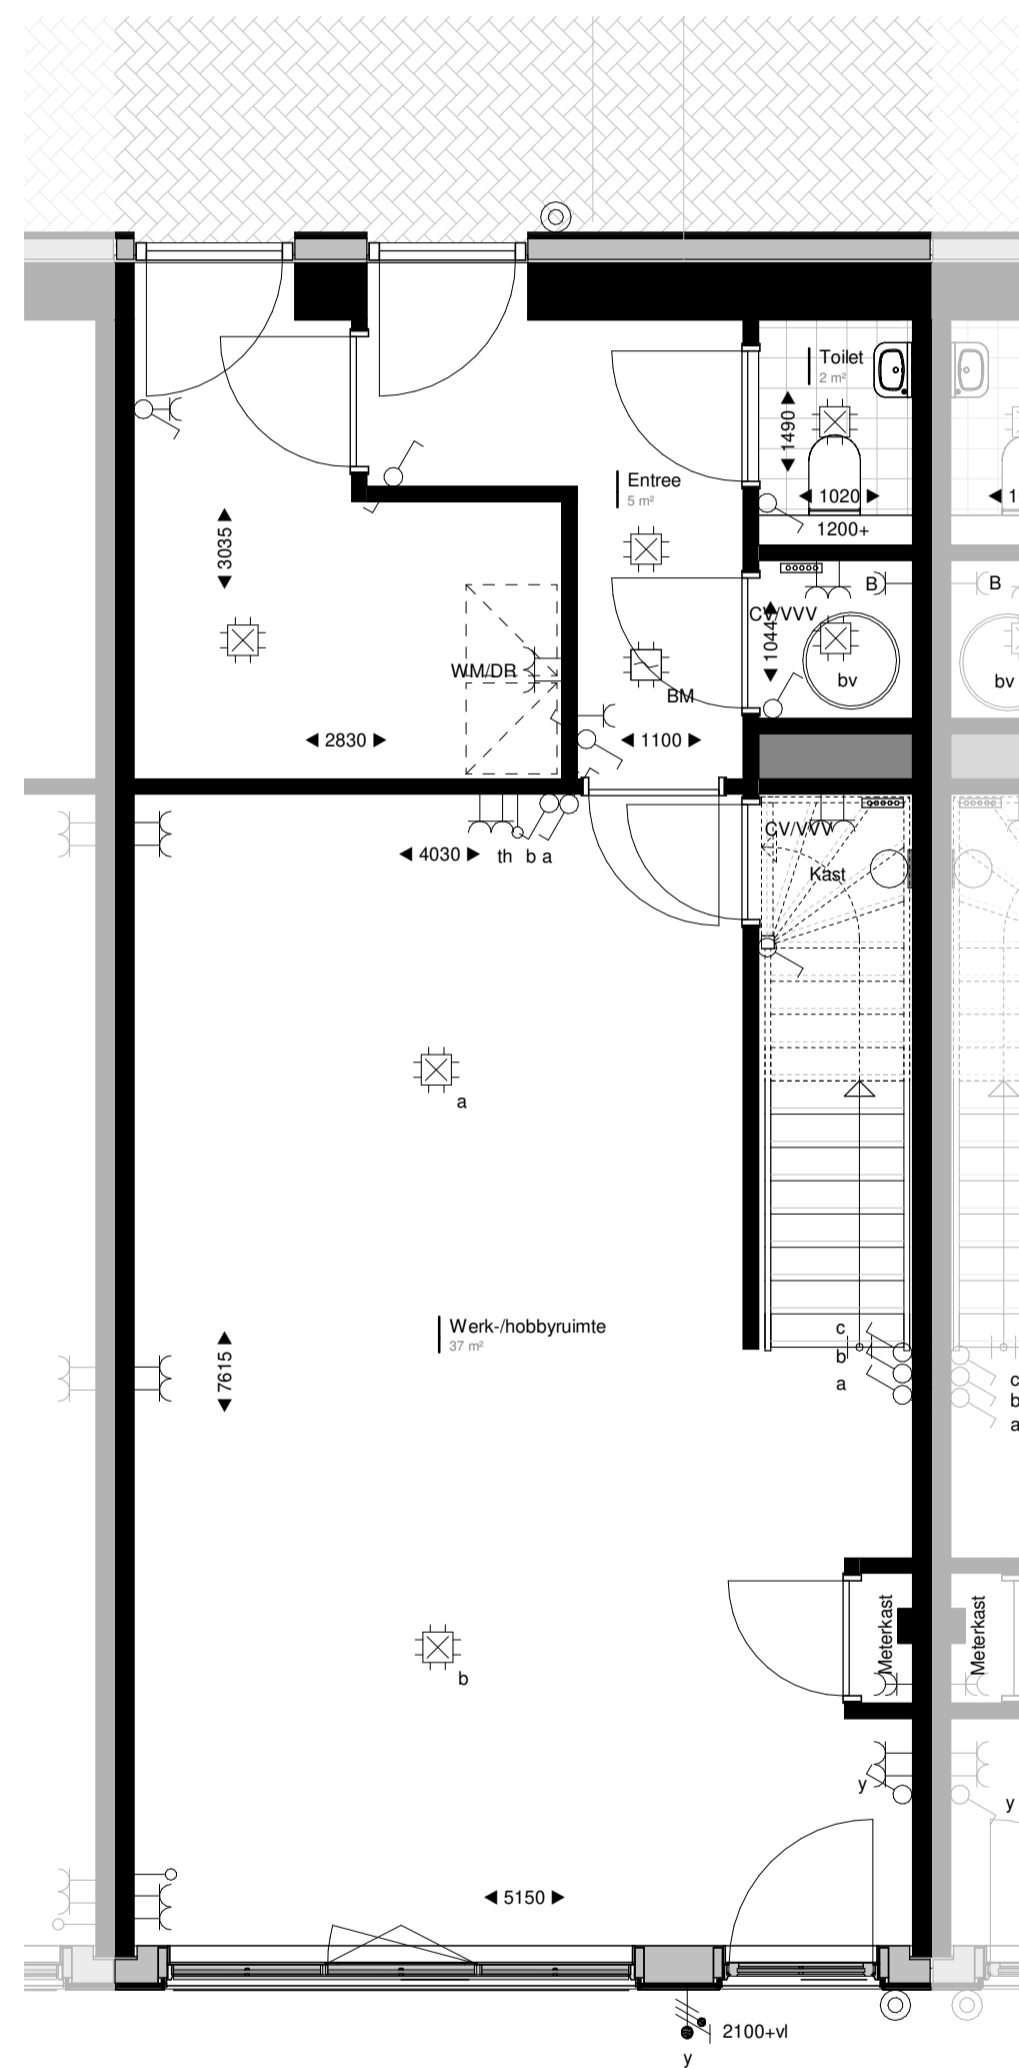 Toilet
2 m²
1490
1020
1
1200+
Entree
5 m²
3035
B
B
CV/VVV
1044
bv
bv
WM/DR
BM
2830
1100
CV/VVV
4030
th
b
a
Kast
a
Werk-/hobbyruimte
37 m²
7615
c
b
a
c
b
a
Meterkast
Meterkast
b
y
y
5150
2100+vl
y